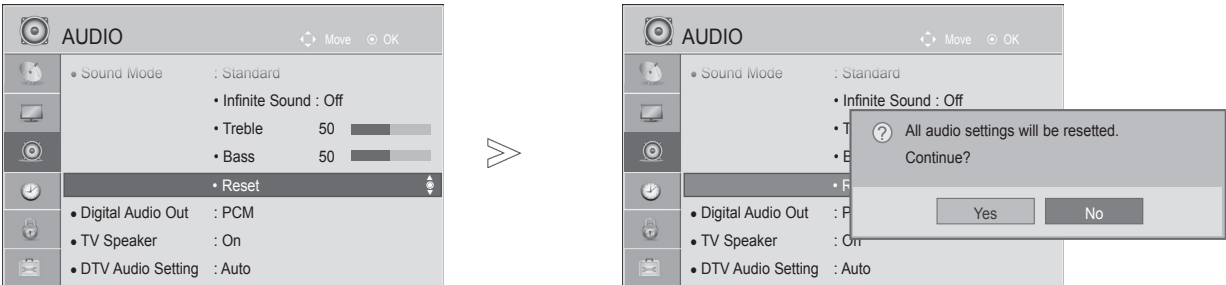 AUDIO
Move OK
• Sound Mode : Standard
• Infinite Sound : Off
• Treble 50
• Bass 50
• Reset
• Digital Audio Out : PCM
• TV Speaker : On
• DTV Audio Setting : Auto
AUDIO
Move OK
• Sound Mode : Standard
• Infinite Sound : Off
• T
• B
• R
• Digital Audio Out : P
• TV Speaker : On
• DTV Audio Setting : Auto
? All audio settings will be resetted.
Continue?
Yes No